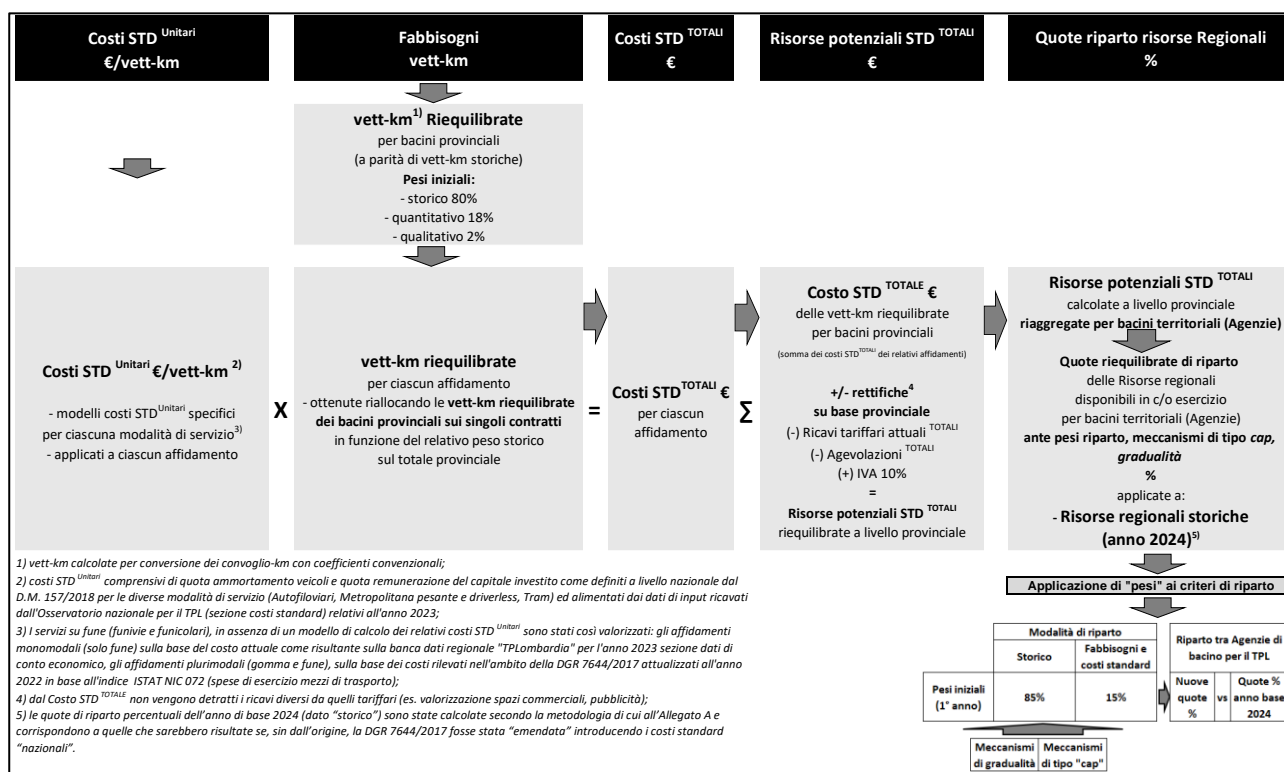 Costi STD Unitari
€/vett-km
Fabbisogni
vett-km
Costi STD TOTALI
€
Risorse potenziali STD TOTALI
€
Quote riparto risorse Regionali
%
vett-km1) Riequilibrate
per bacini provinciali
(a parità di vett-km storiche)
Pesi iniziali:
- storico 80%
- quantitativo 18%
- qualitativo 2%
Costi STD Unitari €/vett-km 2)
- modelli costi STDUnitari specifici
per ciascuna modalità di servizio3)
- applicati a ciascun affidamento
X
vett-km riequilibrate
per ciascun affidamento
- ottenute riallocando le vett-km riequilibrate
dei bacini provinciali sui singoli contratti
in funzione del relativo peso storico
sul totale provinciale
=
Costi STDTOTALI €
per ciascun
affidamento
∑
Costo STD TOTALE €
delle vett-km riequilibrate
per bacini provinciali
(somma dei costi STDTOTALI dei relativi affidamenti)
+/- rettifiche4
su base provinciale
(-) Ricavi tariffari attuali TOTALI
(-) Agevolazioni TOTALI
(+) IVA 10%
=
Risorse potenziali STD TOTALI
riequilibrate a livello provinciale
Risorse potenziali STD TOTALI
calcolate a livello provinciale
riaggregate per bacini territoriali (Agenzie)
Quote riequilibrate di riparto
delle Risorse regionali
disponibili in c/o esercizio
per bacini territoriali (Agenzie)
ante pesi riparto, meccanismi di tipo cap,
gradualità
%
applicate a:
- Risorse regionali storiche
(anno 2024)5)
1) vett-km calcolate per conversione dei convoglio-km con coefficienti convenzionali;
2) costi STD Unitari comprensivi di quota ammortamento veicoli e quota remunerazione del capitale investito come definiti a livello nazionale dal
D.M. 157/2018 per le diverse modalità di servizio (Autofiloviari, Metropolitana pesante e driverless, Tram) ed alimentati dai dati di input ricavati
dall'Osservatorio nazionale per il TPL (sezione costi standard) relativi all'anno 2023;
3) I servizi su fune (funivie e funicolari), in assenza di un modello di calcolo dei relativi costi STD Unitari sono stati così valorizzati: gli affidamenti
monomodali (solo fune) sulla base del costo attuale come risultante sulla banca dati regionale "TPLombardia" per l'anno 2023 sezione dati
di conto economico, gli affidamenti plurimodali (gomma e fune), sulla base dei costi rilevati nell'ambito della DGR 7644/2017 attualizzati all'anno
2022 in base all'indice ISTAT NIC 072 (spese di esercizio mezzi di trasporto);
4) dal Costo STD TOTALE non vengono detratti i ricavi diversi da quelli tariffari (es. valorizzazione spazi commerciali, pubblicità);
5) le quote di riparto percentuali dell’anno di base 2024 (dato “storico”) sono state calcolate secondo la metodologia di cui all’Allegato A e
corrispondono a quelle che sarebbero risultate se, sin dall’origine, la DGR 7644/2017 fosse stata “emendata” introducendo i costi standard
“nazionali”.
Applicazione di "pesi" ai criteri di riparto
Modalità di riparto
Storico
Fabbisogni e
costi standard
Pesi iniziali
(1° anno)
85%
15%
Riparto tra Agenzie di
bacino per il TPL
Nuove
quote
%
vs
Quote %
anno base
2024
Meccanismi
di gradualità
Meccanismi
di tipo "cap"